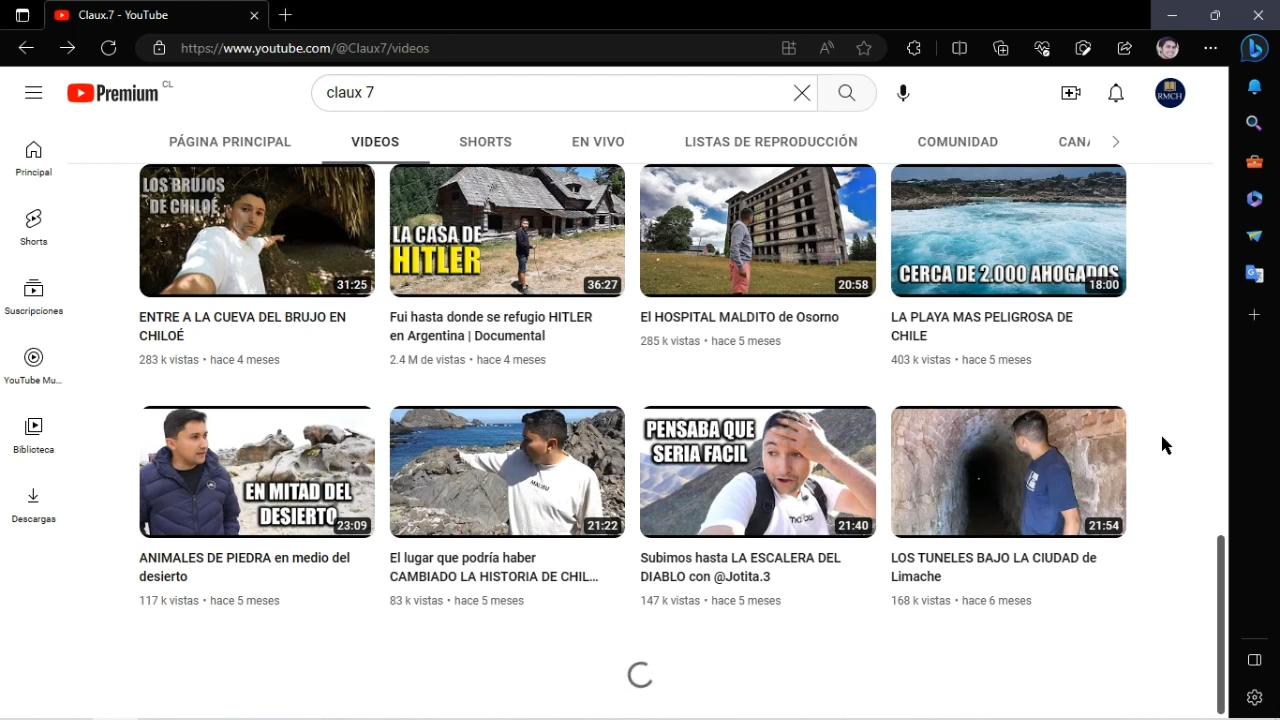 Claux.7 - YouTube
https://www.youtube.com/@Claux7/videos
Premium CL
claux 7
RMCH
PÁGINA PRINCIPAL
VIDEOS
SHORTS
EN VIVO
LISTAS DE REPRODUCCIÓN
COMUNIDAD
CANA
Principal
Shorts
Suscripciones
YouTube Mu...
Biblioteca
Descargas
LOS BRUJOS
DE CHILOÉ
31:25
ENTRE A LA CUEVA DEL BRUJO EN
CHILOÉ
283 k vistas • hace 4 meses
LA CASA DE
HITLER
36:27
Fui hasta donde se refugio HITLER
en Argentina | Documental
2.4 M de vistas • hace 4 meses
20:58
El HOSPITAL MALDITO de Osorno
285 k vistas • hace 5 meses
CERCA DE 2.000 AHOGADOS
18:00
LA PLAYA MAS PELIGROSA DE
CHILE
403 k vistas • hace 5 meses
EN MITAD DEL
DESIERTO
23:09
ANIMALES DE PIEDRA en medio del
desierto
117 k vistas • hace 5 meses
MALIBU
21:22
El lugar que podría haber
CAMBIADO LA HISTORIA DE CHIL...
83 k vistas • hace 5 meses
PENSABA QUE
SERIA FACIL
21:40
Subimos hasta LA ESCALERA DEL
DIABLO con @Jotita.3
147 k vistas • hace 5 meses
21:54
LOS TUNELES BAJO LA CIUDAD de
Limache
168 k vistas • hace 6 meses